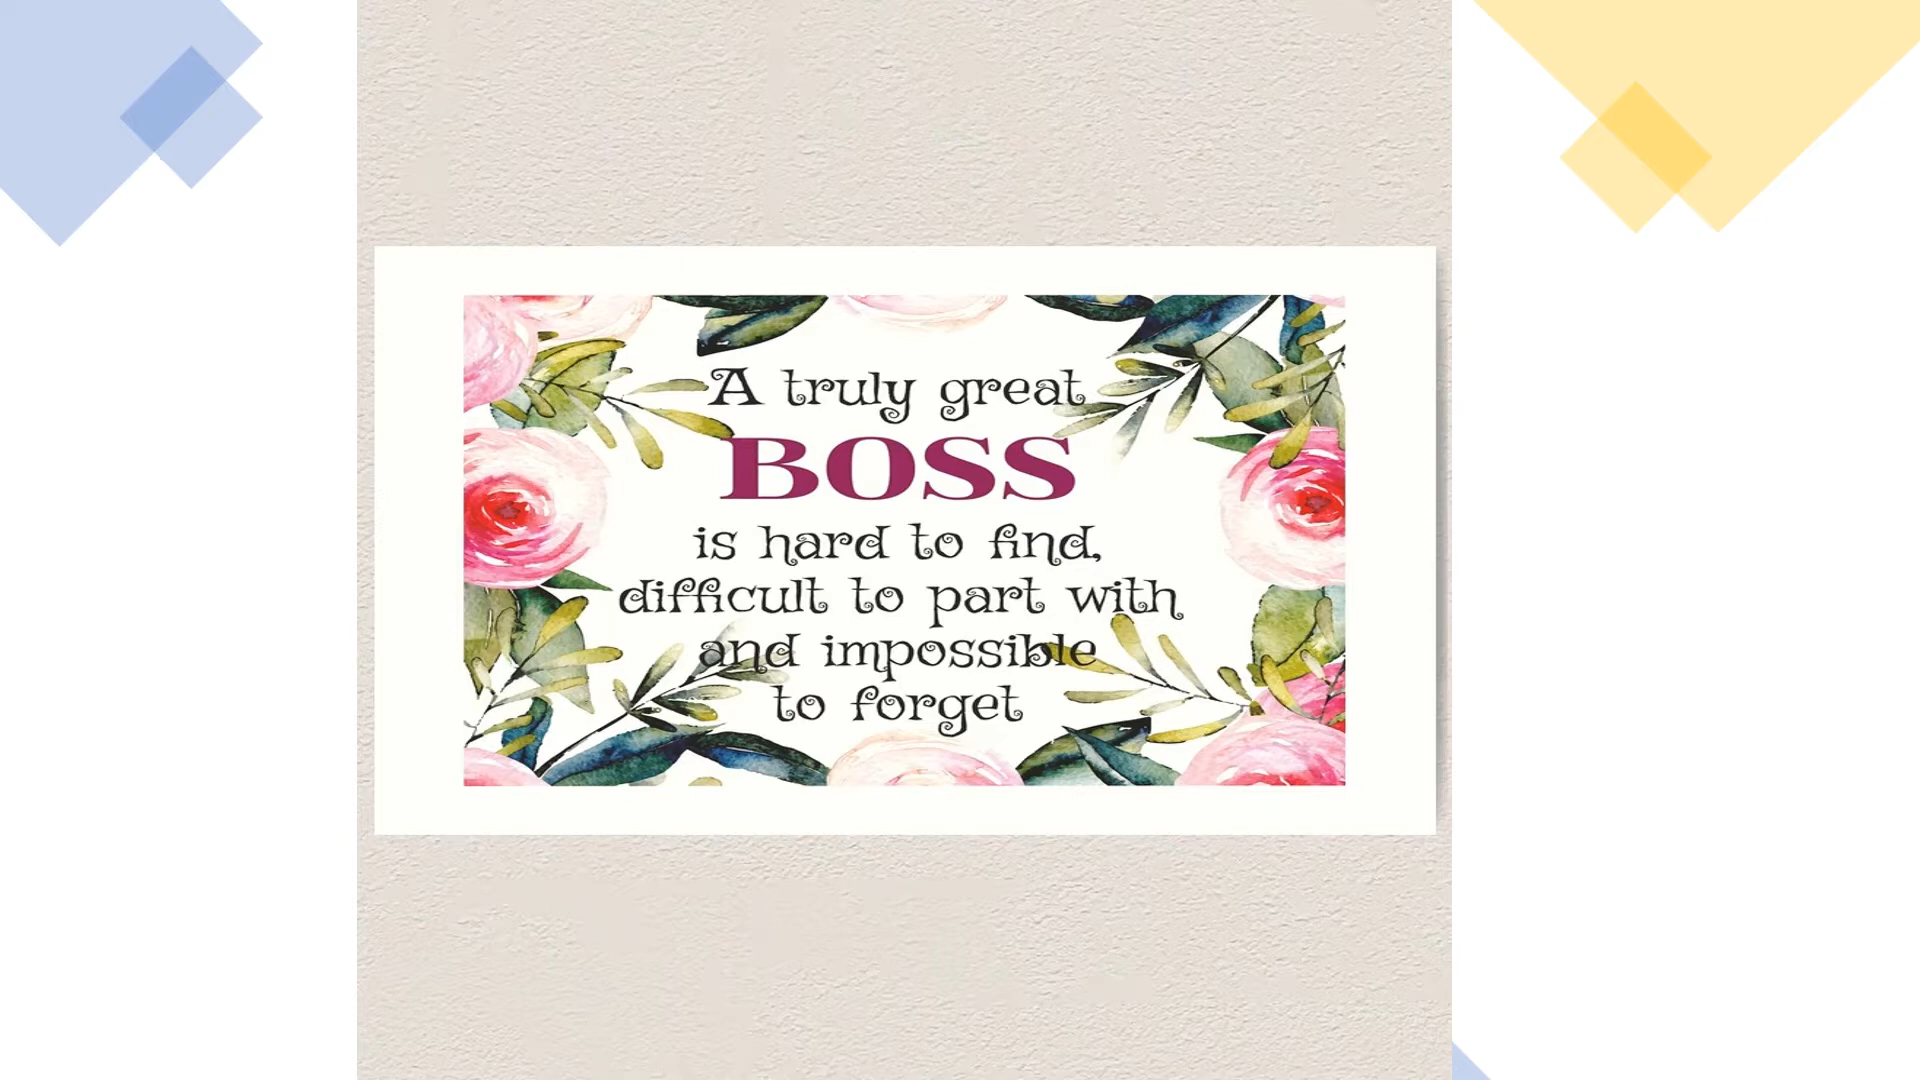 A truly great
BOSS
is hard to find,
difficult to part with
and impossible
to forget